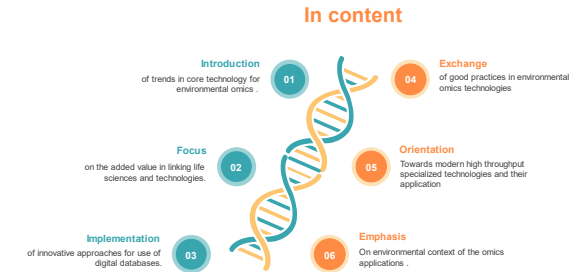 In content
Introduction
of trends in core technology for
environmental omics .
01
Focus
on the added value in linking life
sciences and technologies.
02
Implementation
of innovative approaches for use of
digital databases.
03
04
Exchange
of good practices in environmental
omics technologies
05
Orientation
Towards modern high throughput
specialized technologies and their
application
06
Emphasis
On environmental context of the omics
applications .